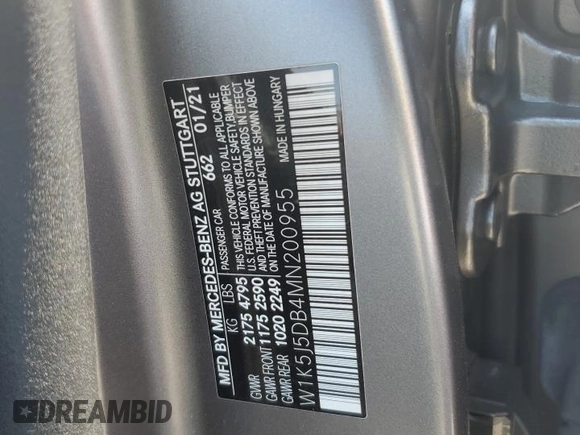 MFD BY MERCEDES-BENZ AG STUTTGART
662 01/21
KG LBS PASSENGER CAR
GVWR 2175 4795
GAWR FRONT 1175 2590
GAWR REAR 1020 2249
THIS VEHICLE CONFORMS TO ALL APPLICABLE
U.S. FEDERAL MOTOR VEHICLE SAFETY, BUMPER
AND THEFT PREVENTION STANDARDS IN EFFECT
ON THE DATE OF MANUFACTURE SHOWN ABOVE
MADE IN HUNGARY
W1K5J5DB4MN200955
DREAMBID